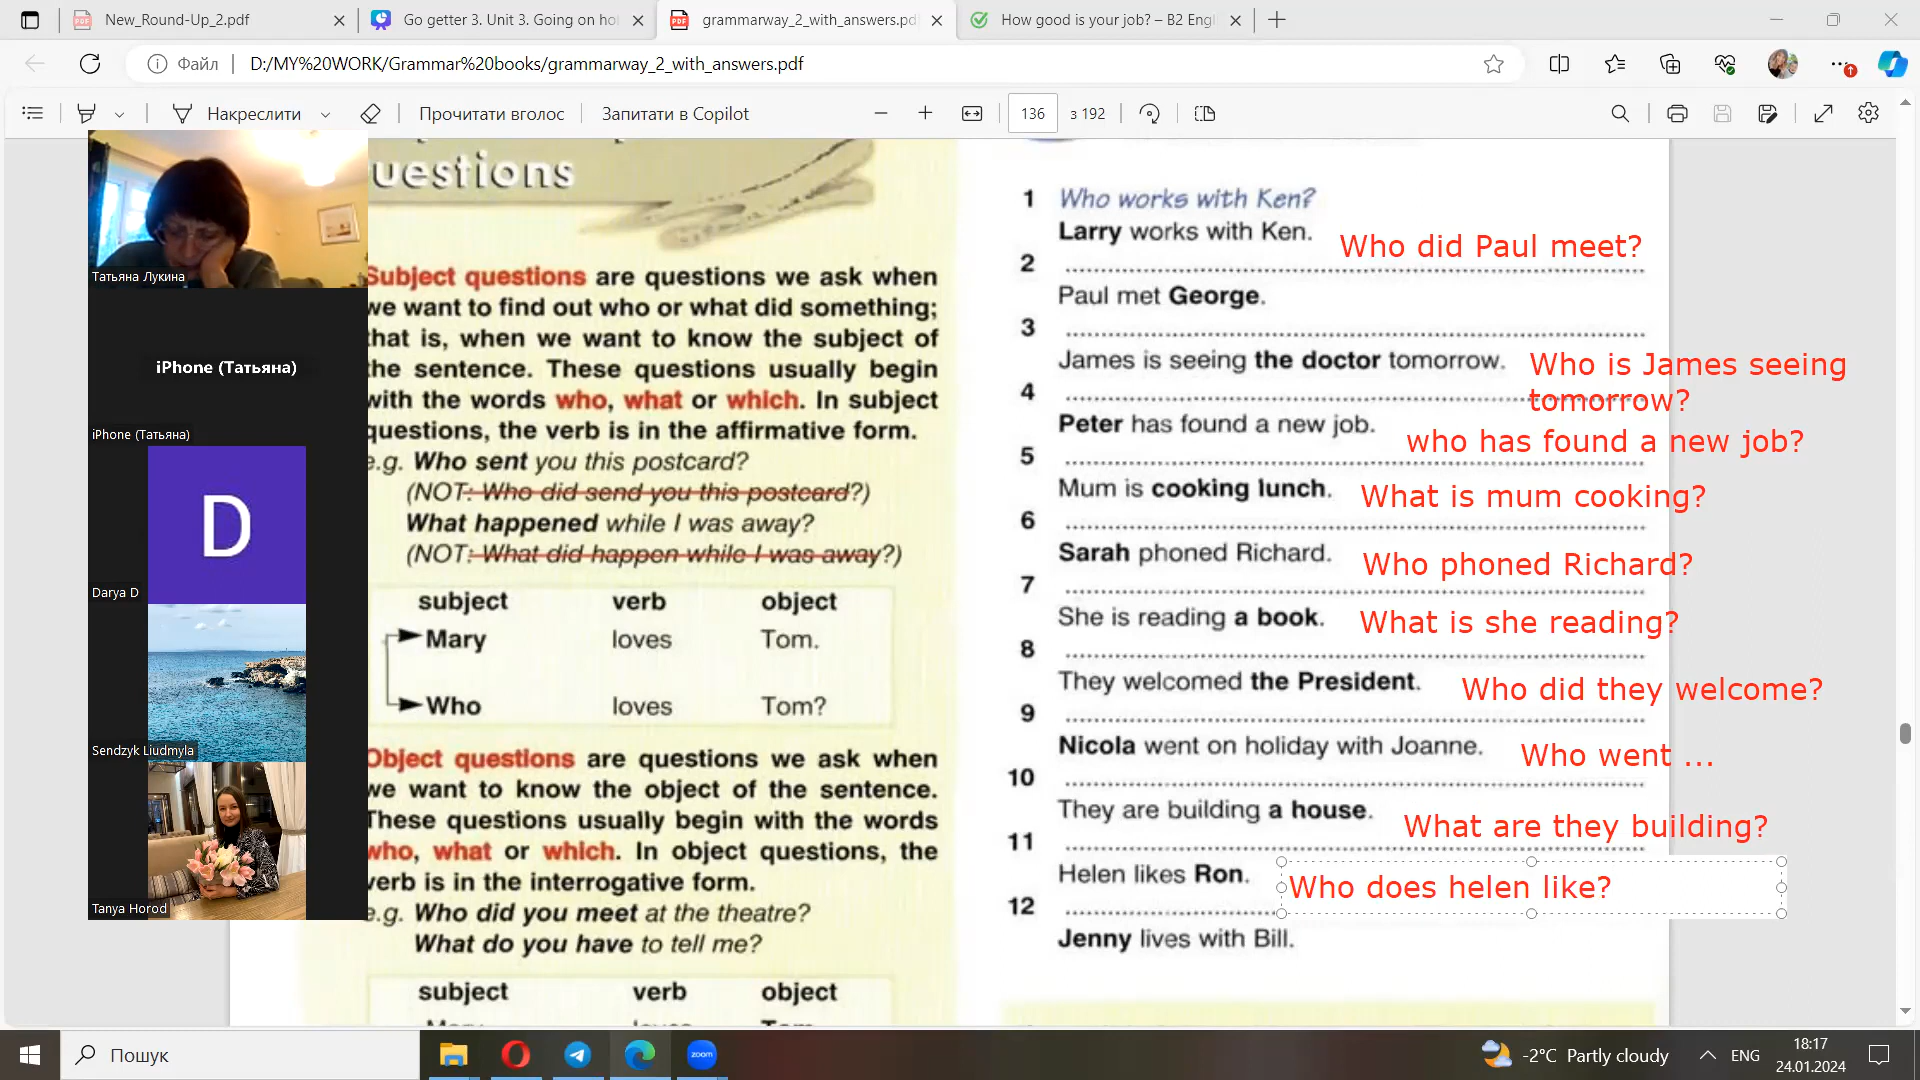 New_Round-Up_2.pdf
Go getter 3. Unit 3. Going on hol
grammarway_2_with_answers.pd
How good is your job? – B2 Engl
Файл
D:/MY%20WORK/Grammar%20books/grammarway_2_with_answers.pdf
Накреслити
Прочитати вголос
Запитати в Copilot
136
з 192
Татьяна Лукина
iPhone (Татьяна)
iPhone (Татьяна)
D
Darya D
Sendzyk Liudmyla
Tanya Horod
uestions
Subject questions are questions we ask when
we want to find out who or what did something;
that is, when we want to know the subject of
the sentence. These questions usually begin
with the words who, what or which. In subject
questions, the verb is in the affirmative form.
e.g. Who sent you this postcard?
(NOT: Who did send you this postcard?)
What happened while I was away?
(NOT: What did happen while I was away?)
subject verb object
Mary loves Tom.
Who loves Tom?
Object questions are questions we ask when
we want to know the object of the sentence.
These questions usually begin with the words
who, what or which. In object questions, the
verb is in the interrogative form.
e.g. Who did you meet at the theatre?
What do you have to tell me?
subject verb object
1 Who works with Ken?
Larry works with Ken.
Who did Paul meet?
2
Paul met George.
3
James is seeing the doctor tomorrow.
Who is James seeing
tomorrow?
4
Peter has found a new job.
who has found a new job?
5
Mum is cooking lunch.
What is mum cooking?
6
Sarah phoned Richard.
Who phoned Richard?
7
She is reading a book.
What is she reading?
8
They welcomed the President.
Who did they welcome?
9
Nicola went on holiday with Joanne.
Who went ...
10
They are building a house.
What are they building?
11
Helen likes Ron.
Who does helen like?
12
Jenny lives with Bill.
Пошук
zoom
-2°C Partly cloudy
ENG
18:17
24.01.2024